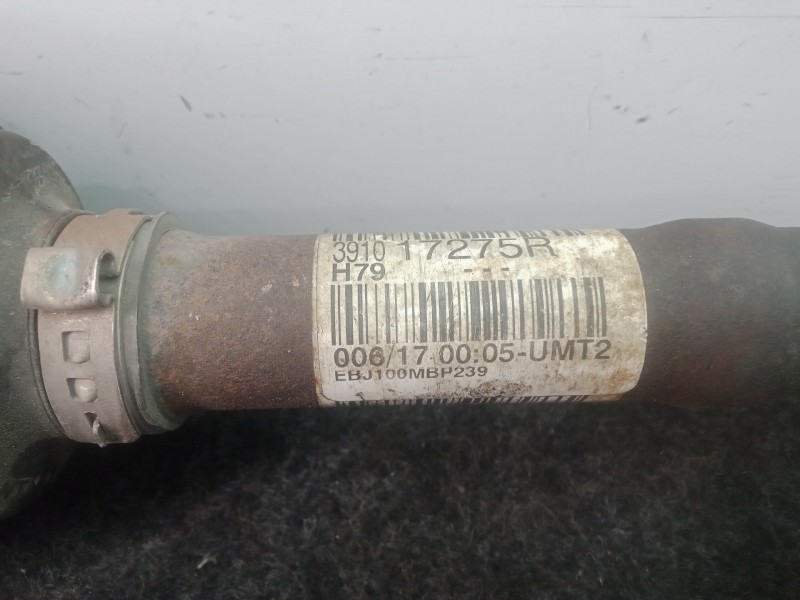 3910 17275R
H79 - - -
006/17 00:05-UMT2
EBJ100MBP239